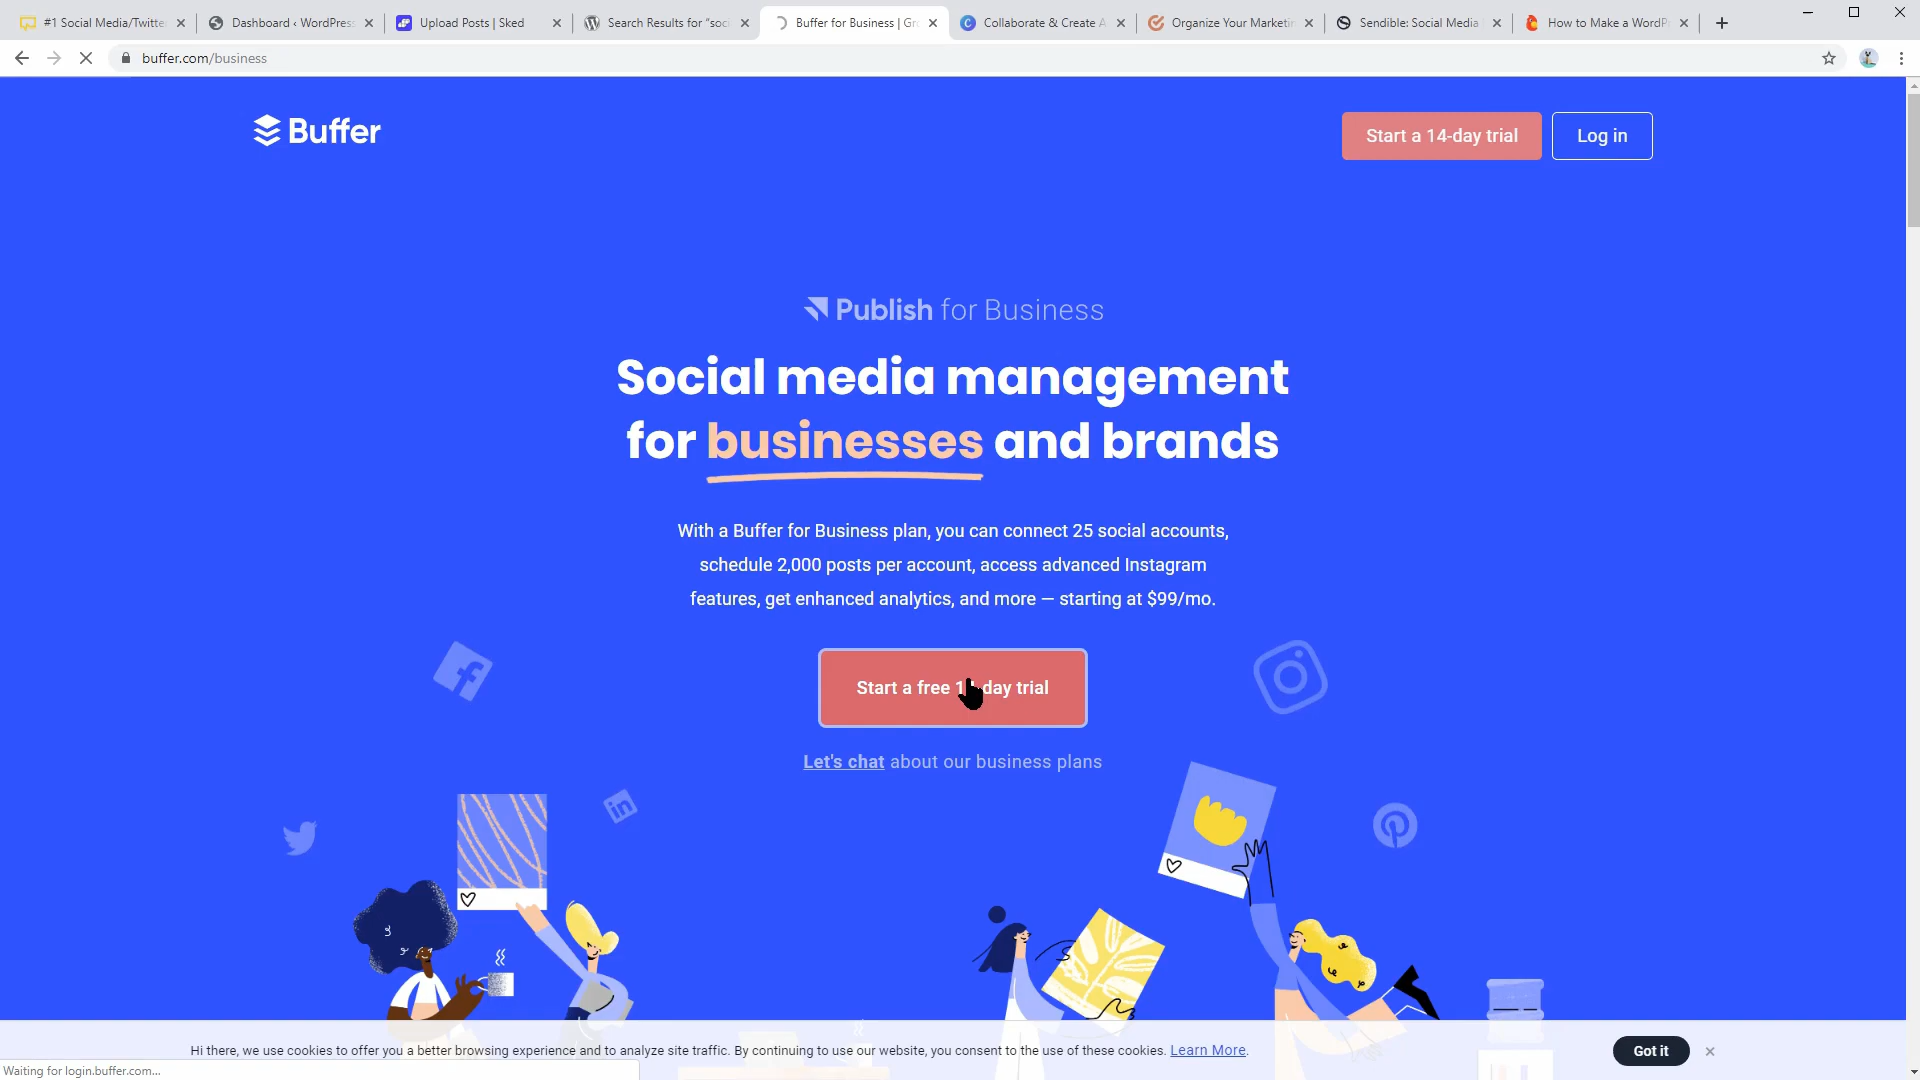 #1 Social Media/Twitte
Dashboard ‹ WordPress
Upload Posts | Sked
Search Results for "soci
Buffer for Business | Gr
Collaborate & Create A
Organize Your Marketin
Sendible: Social Media
How to Make a WordP
buffer.com/business
Buffer
Start a 14-day trial
Log in
Publish for Business
Social media management
for businesses and brands
With a Buffer for Business plan, you can connect 25 social accounts,
schedule 2,000 posts per account, access advanced Instagram
features, get enhanced analytics, and more — starting at $99/mo.
Start a free 1 day trial
Let's chat about our business plans
Hi there, we use cookies to offer you a better browsing experience and to analyze site traffic. By continuing to use our website, you consent to the use of these cookies. Learn More.
Got it
Waiting for login.buffer.com...